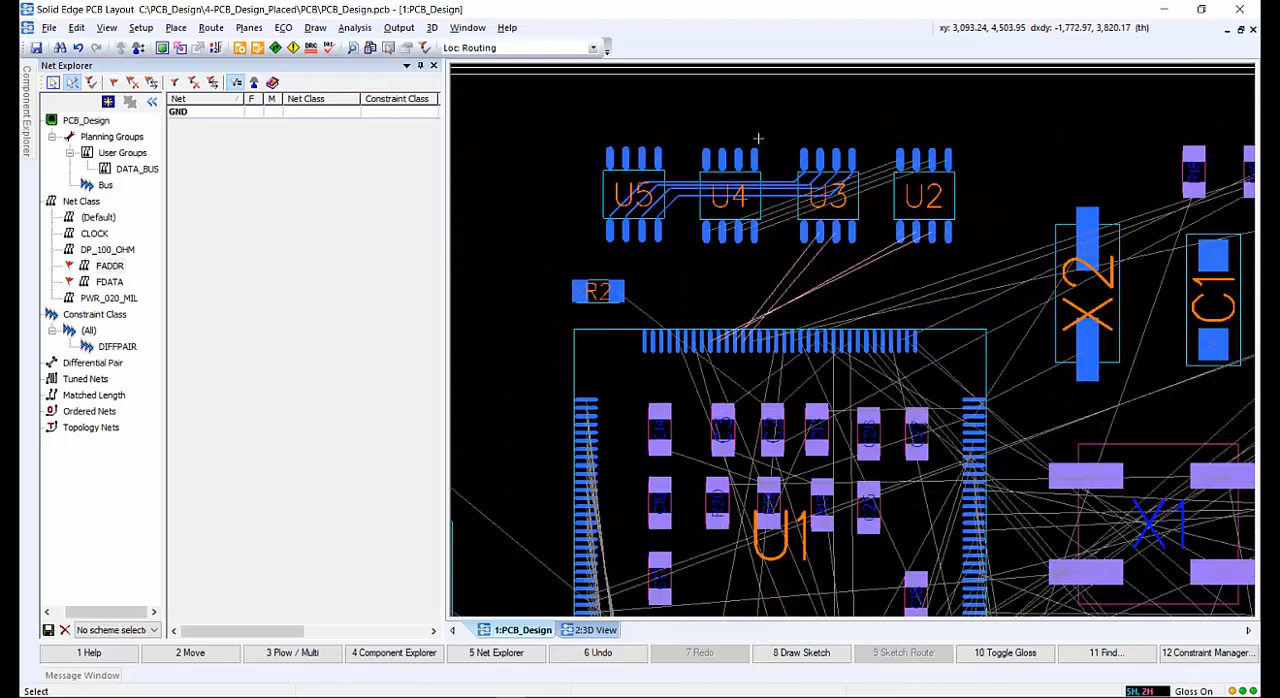 Solid Edge PCB Layout C:\PCB_Design\4-PCB_Design_Placed\PCB\PCB_Design.pcb - [1:PCB_Design]
File Edit View Setup Place Route Planes ECO Draw Analysis Output 3D Window Help
xy: 3,093.24, 4,503.95 dxdy: -1,772.97, 3,820.17 (th)
Loc: Routing
Component Explorer
Net Explorer
Net F M Net Class Constraint Class
GND
PCB_Design
Planning Groups
User Groups
DATA_BUS
Bus
Net Class
(Default)
CLOCK
DP_100_OHM
FADDR
FDATA
PWR_020_MIL
Constraint Class
(All)
DIFFPAIR
Differential Pair
Tuned Nets
Matched Length
Ordered Nets
Topology Nets
No scheme select
U5 U4 U3 U2
R2
X2
C1
U1
X1
1:PCB_Design 2:3D View
1 Help 2 Move 3 Plow / Multi 4 Component Explorer 5 Net Explorer 6 Undo 7 Redo 8 Draw Sketch 9 Sketch Route 10 Toggle Gloss 11 Find... 12 Constraint Manager...
Message Window
Select
5H, 2H Gloss On